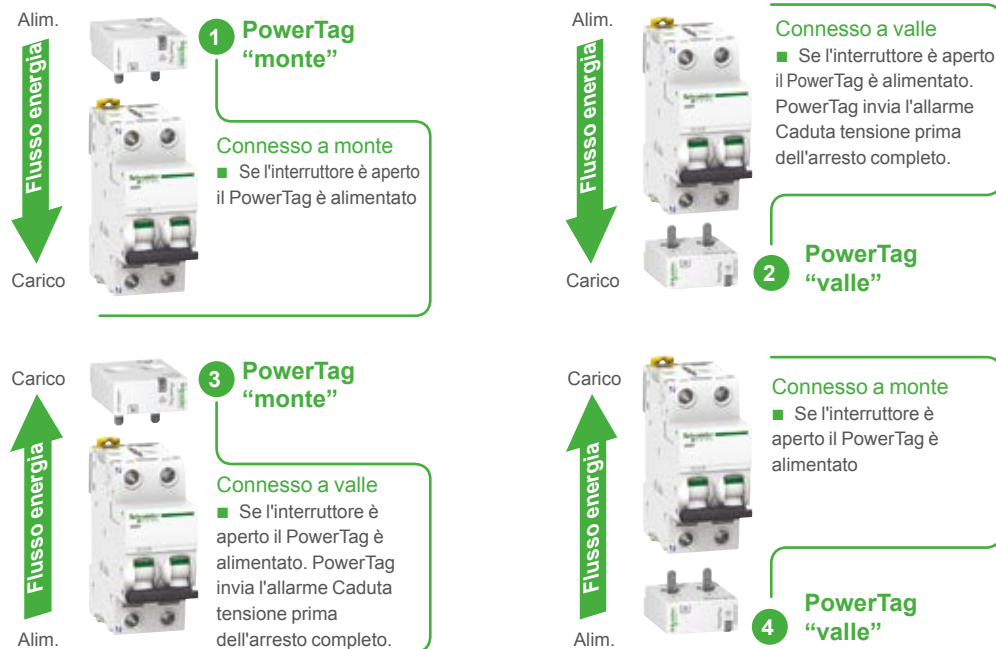 Alim.
Flusso energia
Carico
1
PowerTag
“monte”
Connesso a monte
■ Se l'interruttore è aperto
il PowerTag è alimentato
N
Schneider
N
Alim.
Flusso energia
Carico
Connesso a valle
■ Se l'interruttore è aperto
il PowerTag è alimentato.
PowerTag invia l'allarme
Caduta tensione prima
dell'arresto completo.
N
Schneider
N
2
PowerTag
“valle”
Carico
Flusso energia
Alim.
3
PowerTag
“monte”
Connesso a valle
■ Se l'interruttore è
aperto il PowerTag è
alimentato. PowerTag
invia l'allarme Caduta
tensione prima
dell'arresto completo.
N
Schneider
N
Carico
Flusso energia
Alim.
Connesso a monte
■ Se l'interruttore è
aperto il PowerTag è
alimentato
N
Schneider
N
4
PowerTag
“valle”